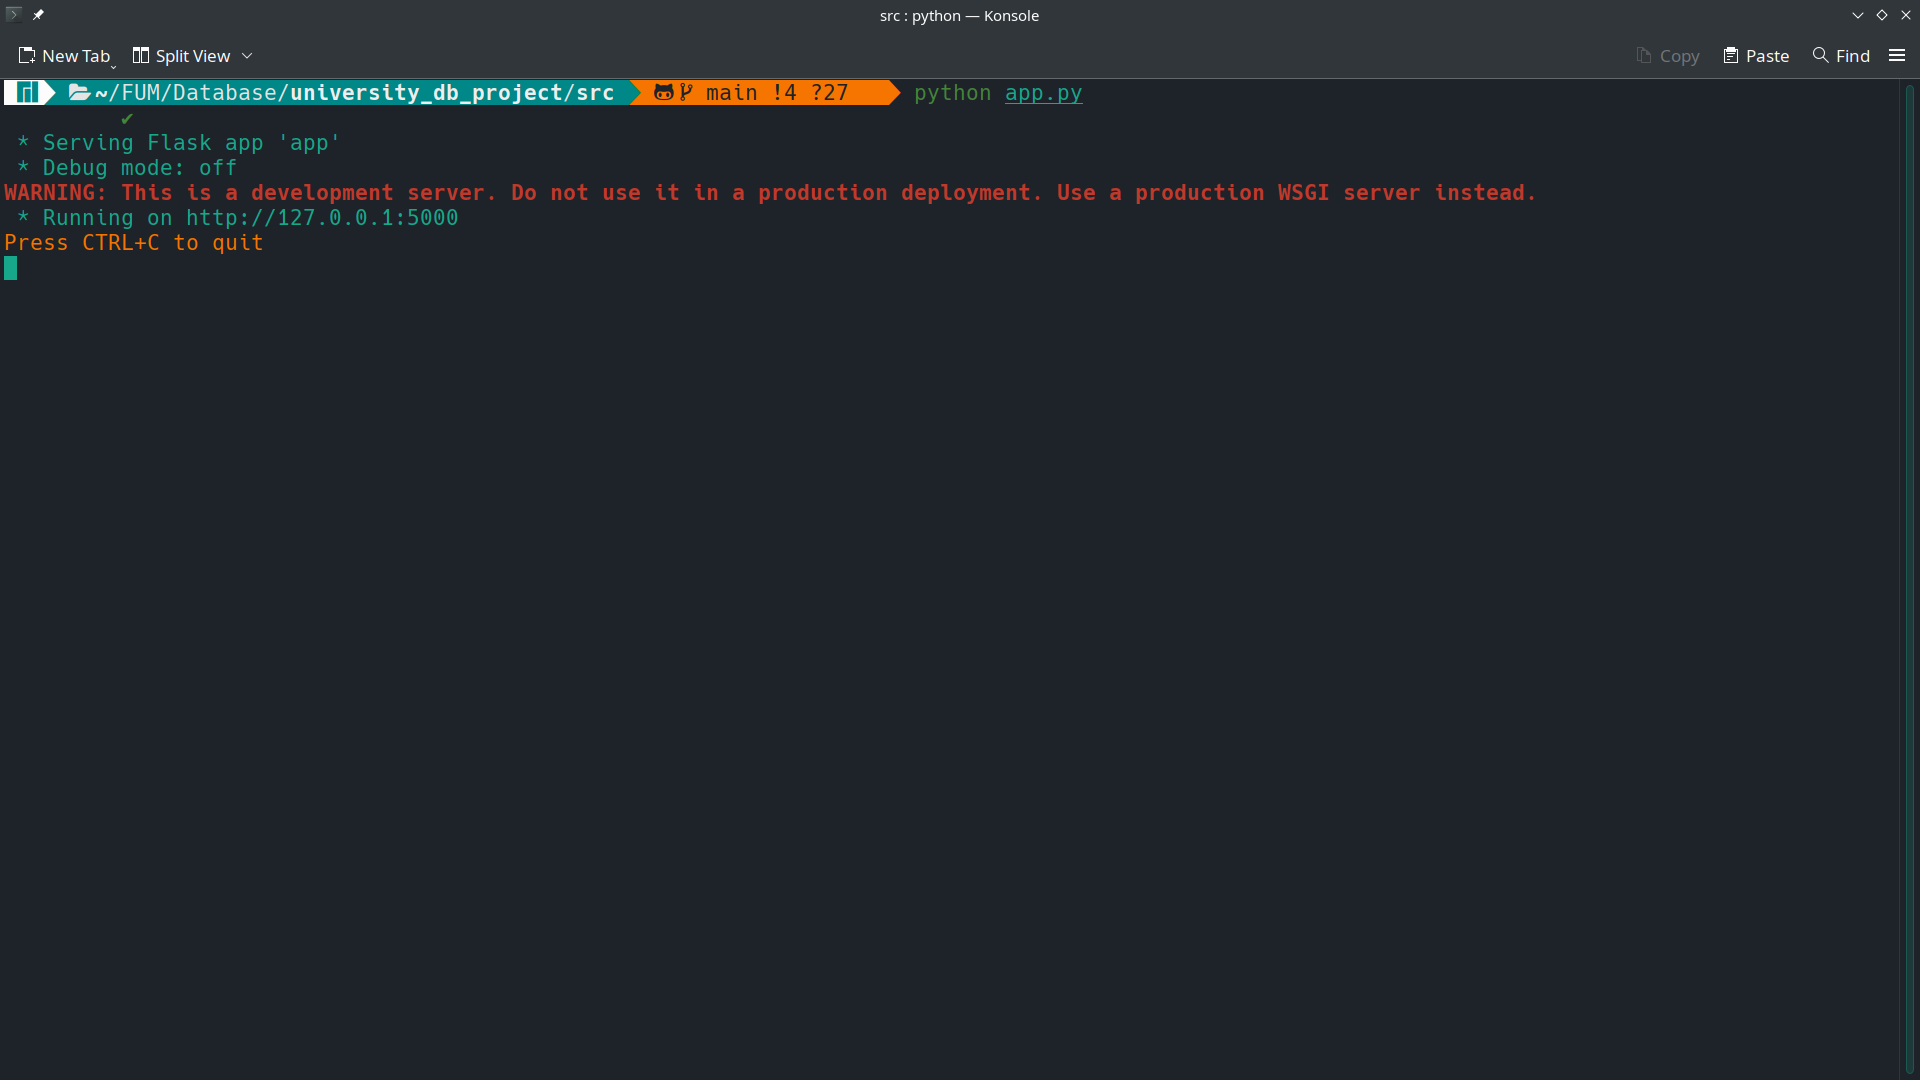 src : python — Konsole
New Tab Split View Copy Paste Find
~/FUM/Database/university_db_project/src main !4 ?27 python app.py
✔
* Serving Flask app 'app'
* Debug mode: off
WARNING: This is a development server. Do not use it in a production deployment. Use a production WSGI server instead.
* Running on http://127.0.0.1:5000
Press CTRL+C to quit